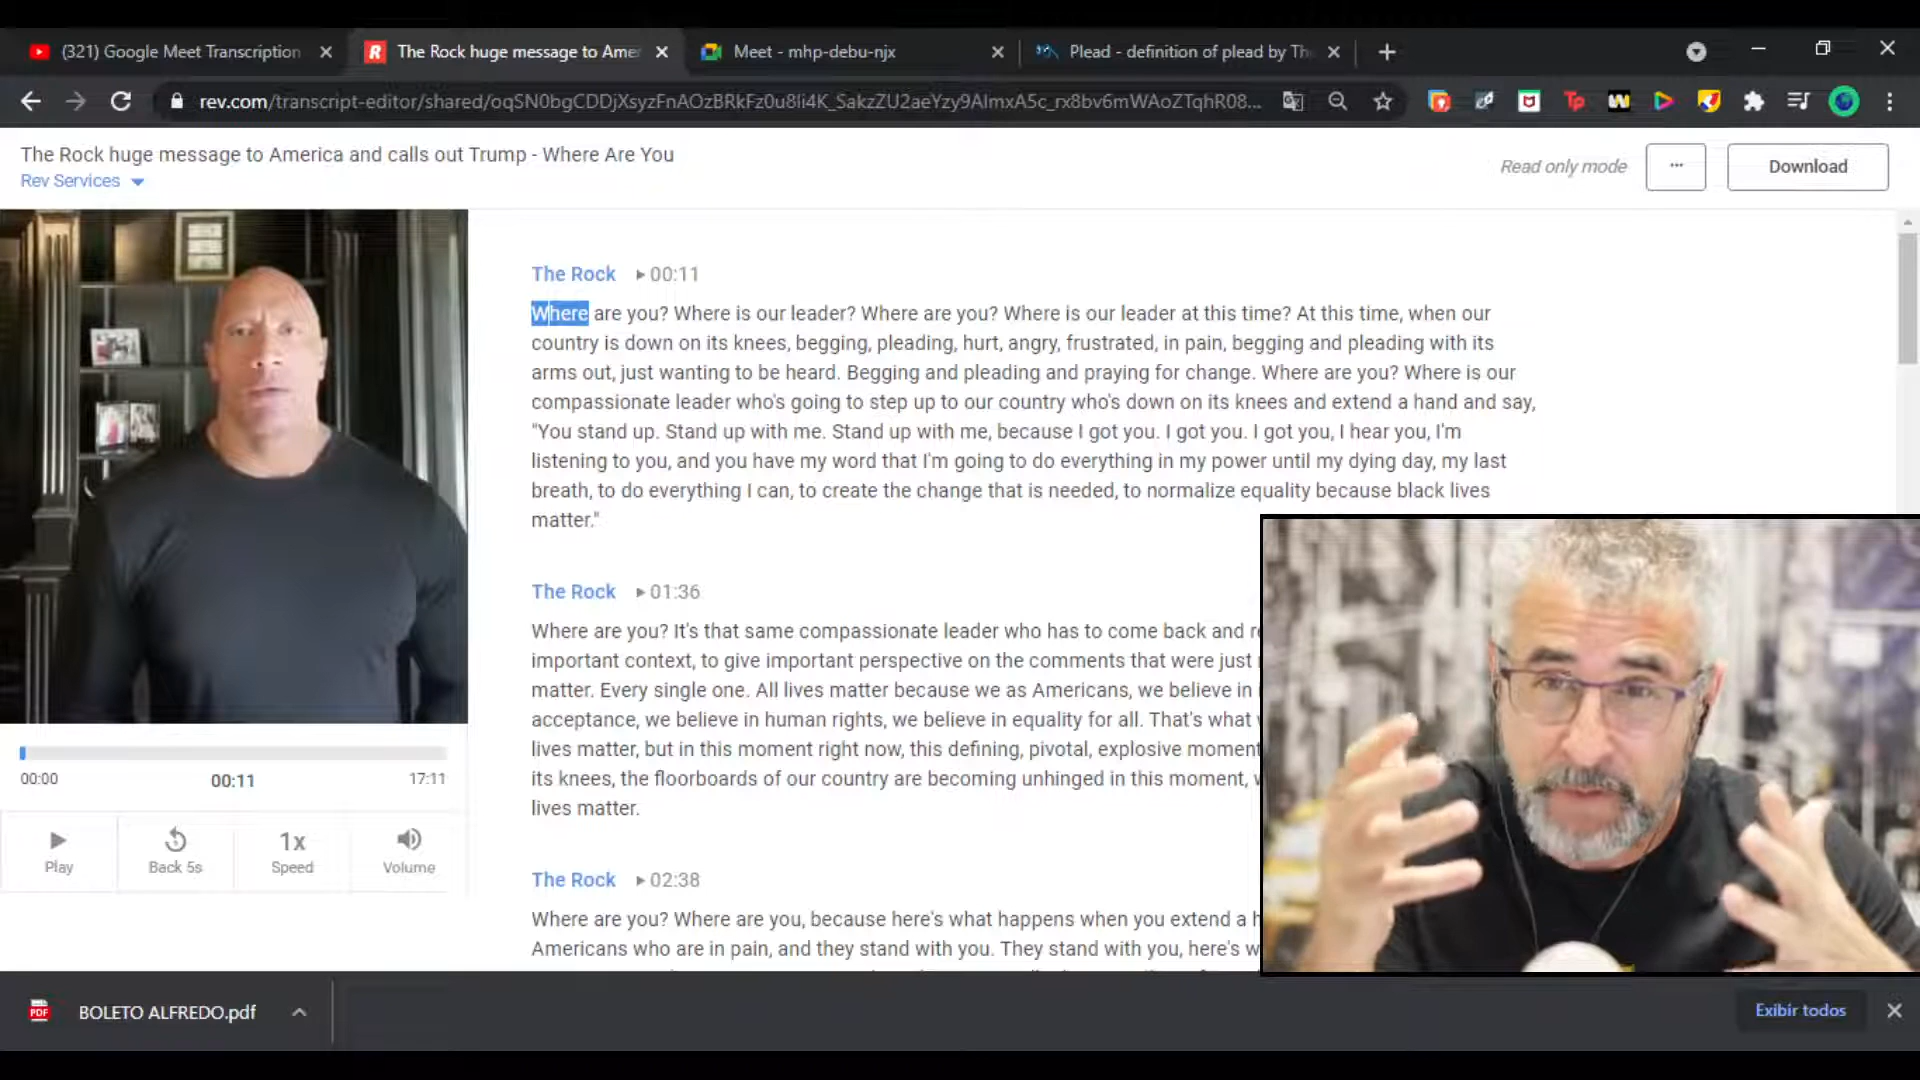 (321) Google Meet Transcription
The Rock huge message to Ame
Meet - mhp-debu-njx
Plead - definition of plead by Th
rev.com/transcript-editor/shared/oqSN0bgCDDjXsyzFnAOzBRkFz0u8Ii4K_SakzZU2aeYzy9AImxA5c_rx8bv6mWAoZTqhR08...
The Rock huge message to America and calls out Trump - Where Are You
Rev Services
Read only mode
...
Download
The Rock 00:11
Where are you? Where is our leader? Where are you? Where is our leader at this time? At this time, when our
country is down on its knees, begging, pleading, hurt, angry, frustrated, in pain, begging and pleading with its
arms out, just wanting to be heard. Begging and pleading and praying for change. Where are you? Where is our
compassionate leader who's going to step up to our country who's down on its knees and extend a hand and say,
"You stand up. Stand up with me. Stand up with me, because I got you. I got you. I got you, I hear you, I'm
listening to you, and you have my word that I'm going to do everything in my power until my dying day, my last
breath, to do everything I can, to create the change that is needed, to normalize equality because black lives
matter."
The Rock 01:36
Where are you? It's that same compassionate leader who has to come back and re
important context, to give important perspective on the comments that were just
matter. Every single one. All lives matter because we as Americans, we believe in
acceptance, we believe in human rights, we believe in equality for all. That's what
lives matter, but in this moment right now, this defining, pivotal, explosive moment
its knees, the floorboards of our country are becoming unhinged in this moment,
lives matter.
The Rock 02:38
Where are you? Where are you, because here's what happens when you extend a h
Americans who are in pain, and they stand with you. They stand with you, here's w
00:00
00:11
17:11
Play
Back 5s
1x
Speed
Volume
PDF
BOLETO ALFREDO.pdf
Exibir todos